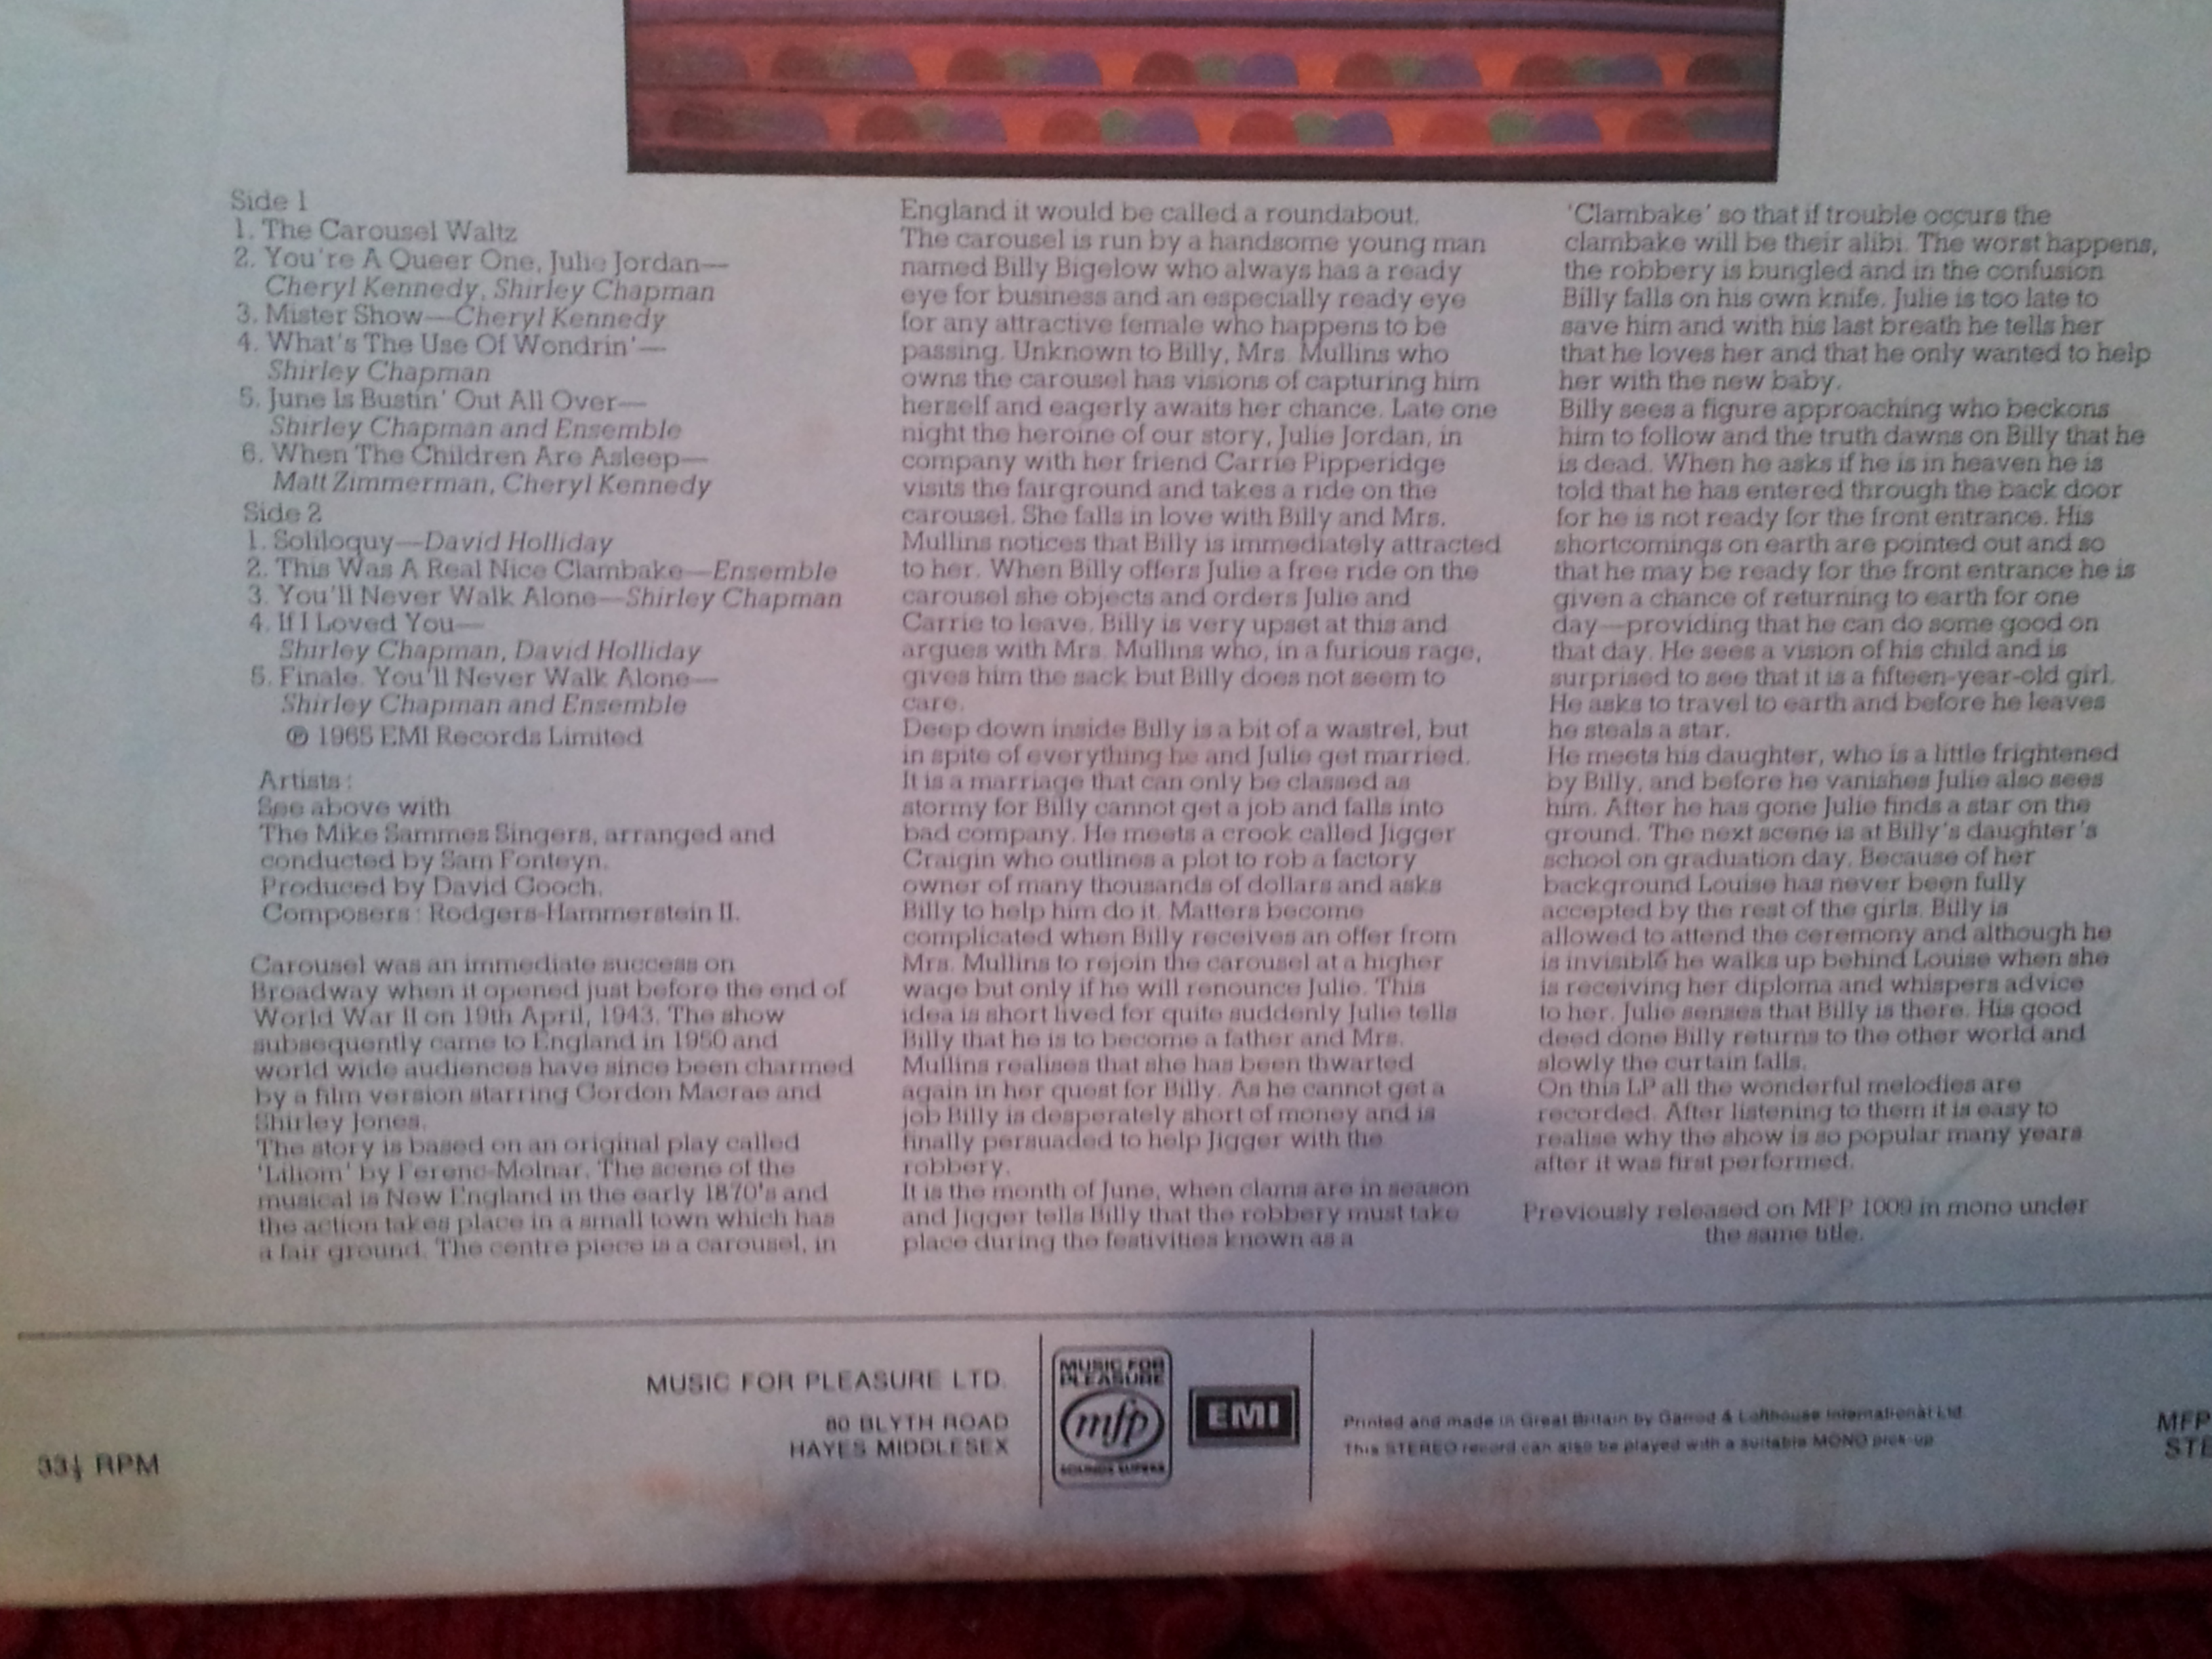 Side 1
1. The Carousel Waltz
2. You're A Queer One, Julie Jordan—
Cheryl Kennedy, Shirley Chapman
3. Mister Snow—Cheryl Kennedy
4. What's The Use Of Wondrin'—
Shirley Chapman
5. June Is Bustin' Out All Over—
Shirley Chapman and Ensemble
6. When The Children Are Asleep—
Matt Zimmerman, Cheryl Kennedy
Side 2
1. Soliloquy—David Holliday
2. This Was A Real Nice Clambake—Ensemble
3. You'll Never Walk Alone—Shirley Chapman
4. If I Loved You—
Shirley Chapman, David Holliday
5. Finale. You'll Never Walk Alone—
Shirley Chapman and Ensemble
℗ 1965 EMI Records Limited
Artists:
See above with
The Mike Sammes Singers, arranged and
conducted by Sam Fonteyn.
Produced by David Gooch.
Composers: Rodgers-Hammerstein II.
Carousel was an immediate success on
Broadway when it opened just before the end of
World War II on 19th April, 1943. The show
subsequently came to England in 1950 and
world wide audiences have since been charmed
by a film version starring Gordon Macrae and
Shirley Jones.
The story is based on an original play called
'Liliom' by Ferenc-Molnar. The scene of the
musical is New England in the early 1870's and
the action takes place in a small town which has
a fair ground. The centre piece is a carousel, in
England it would be called a roundabout.
The carousel is run by a handsome young man
named Billy Bigelow who always has a ready
eye for business and an especially ready eye
for any attractive female who happens to be
passing. Unknown to Billy, Mrs. Mullins who
owns the carousel has visions of capturing him
herself and eagerly awaits her chance. Late one
night the heroine of our story, Julie Jordan, in
company with her friend Carrie Pipperidge
visits the fairground and takes a ride on the
carousel. She falls in love with Billy and Mrs.
Mullins notices that Billy is immediately attracted
to her. When Billy offers Julie a free ride on the
carousel she objects and orders Julie and
Carrie to leave. Billy is very upset at this and
argues with Mrs. Mullins who, in a furious rage,
gives him the sack but Billy does not seem to
care.
Deep down inside Billy is a bit of a wastrel, but
in spite of everything he and Julie get married.
It is a marriage that can only be classed as
stormy for Billy cannot get a job and falls into
bad company. He meets a crook called Jigger
Craigin who outlines a plot to rob a factory
owner of many thousands of dollars and asks
Billy to help him do it. Matters become
complicated when Billy receives an offer from
Mrs. Mullins to rejoin the carousel at a higher
wage but only if he will renounce Julie. This
idea is short lived for quite suddenly Julie tells
Billy that he is to become a father and Mrs.
Mullins realises that she has been thwarted
again in her quest for Billy. As he cannot get a
job Billy is desperately short of money and is
finally persuaded to help Jigger with the
robbery.
It is the month of June, when clams are in season
and Jigger tells Billy that the robbery must take
place during the festivities known as a
'Clambake' so that if trouble occurs the
clambake will be their alibi. The worst happens,
the robbery is bungled and in the confusion
Billy falls on his own knife. Julie is too late to
save him and with his last breath he tells her
that he loves her and that he only wanted to help
her with the new baby.
Billy sees a figure approaching who beckons
him to follow and the truth dawns on Billy that he
is dead. When he asks if he is in heaven he is
told that he has entered through the back door
for he is not ready for the front entrance. His
shortcomings on earth are pointed out and so
that he may be ready for the front entrance he is
given a chance of returning to earth for one
day—providing that he can do some good on
that day. He sees a vision of his child and is
surprised to see that it is a fifteen-year-old girl.
He asks to travel to earth and before he leaves
he steals a star.
He meets his daughter, who is a little frightened
by Billy, and before he vanishes Julie also sees
him. After he has gone Julie finds a star on the
ground. The next scene is at Billy's daughter's
school on graduation day. Because of her
background Louise has never been fully
accepted by the rest of the girls. Billy is
allowed to attend the ceremony and although he
is invisible he walks up behind Louise when she
is receiving her diploma and whispers advice
to her. Julie senses that Billy is there. His good
deed done Billy returns to the other world and
slowly the curtain falls.
On this LP all the wonderful melodies are
recorded. After listening to them it is easy to
realise why the show is so popular many years
after it was first performed.
Previously released on MFP 1009 in mono under
the same title.
33⅓ RPM
MUSIC FOR PLEASURE LTD.
80 BLYTH ROAD
HAYES MIDDLESEX
MUSIC FOR
PLEASURE
mfp
SOUNDS SUPERB
EMI
Printed and made in Great Britain by Garrod & Lofthouse International Ltd.
This STEREO record can also be played with a suitable MONO pick-up
MFP
STE